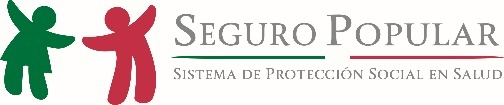 SEGURO POPULAR
SISTEMA DE PROTECCIÓN SOCIAL EN SALUD